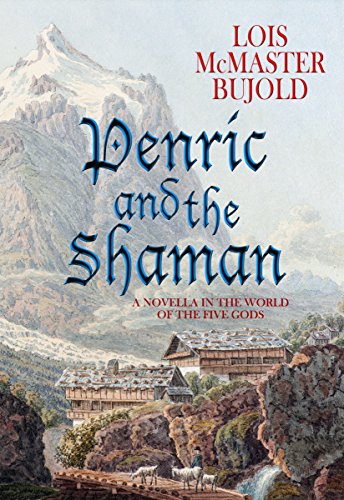 LOIS
McMASTER
BUJOLD
Penric
and the
Shaman
A NOVELLA IN THE WORLD
OF THE FIVE GODS